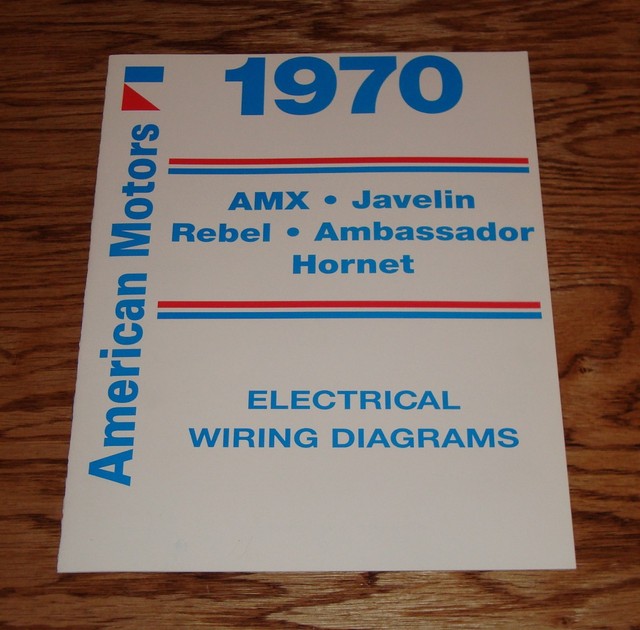 1970
American Motors
AMX • Javelin
Rebel • Ambassador
Hornet
ELECTRICAL
WIRING DIAGRAMS